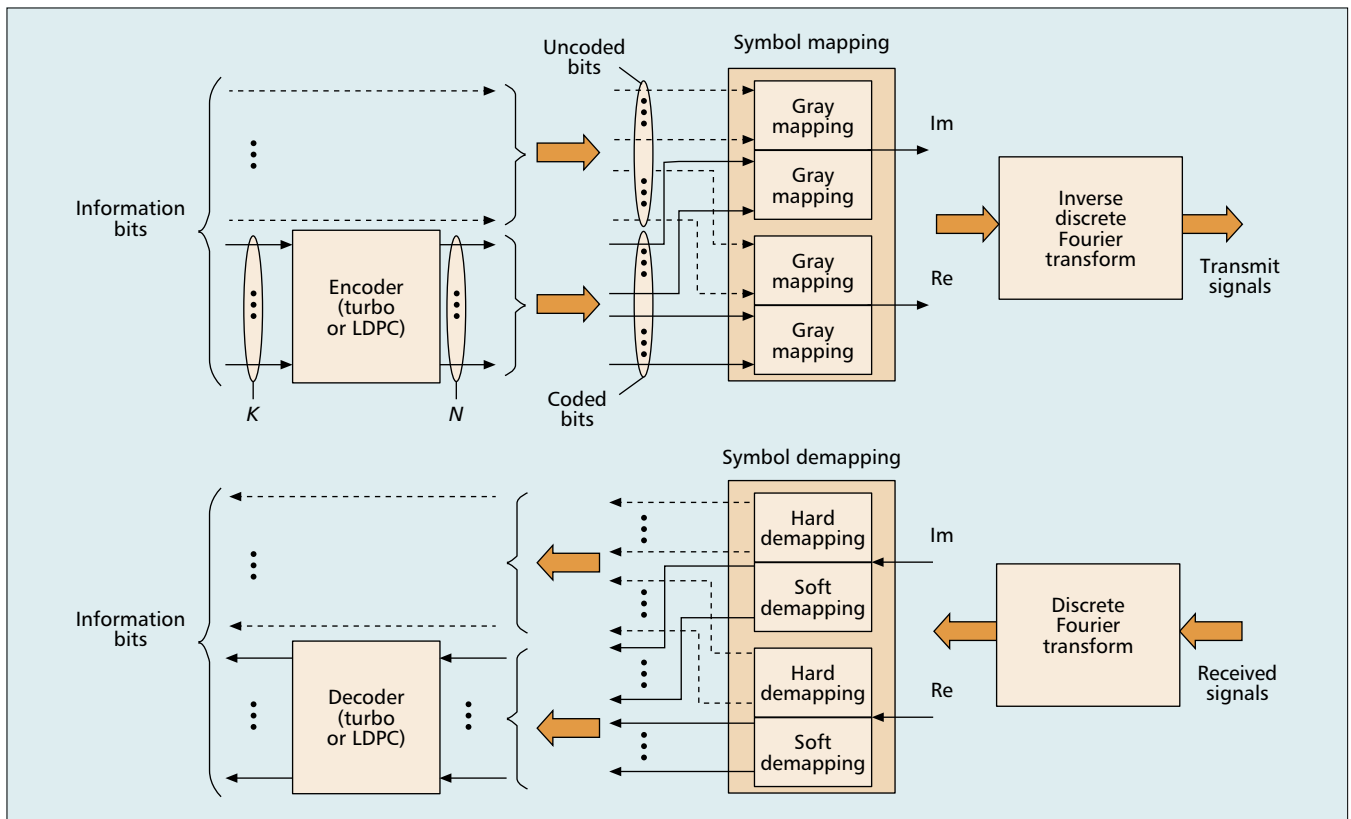 Symbol mapping
Uncoded
bits
Gray
mapping
Im
Gray
mapping
Information
bits
Encoder
(turbo
or LDPC)
Gray
mapping
Re
Gray
mapping
Inverse
discrete
Fourier
transform
Transmit
signals
K
N
Coded
bits
Symbol demapping
Hard
demapping
Im
Soft
demapping
Information
bits
Decoder
(turbo
or LDPC)
Hard
demapping
Re
Soft
demapping
Discrete
Fourier
transform
Received
signals